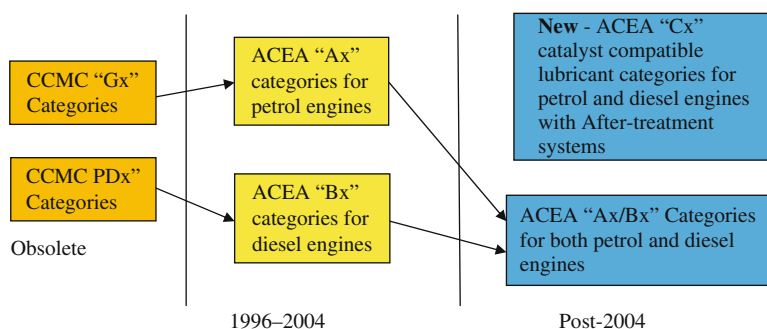 CCMC “Gx”
Categories
CCMC PDx”
Categories
Obsolete
ACEA “Ax”
categories for
petrol engines
ACEA “Bx”
categories for
diesel engines
1996–2004
New - ACEA “Cx”
catalyst compatible
lubricant categories for
petrol and diesel engines
with After-treatment
systems
ACEA “Ax/Bx” Categories
for both petrol and diesel
engines
Post-2004